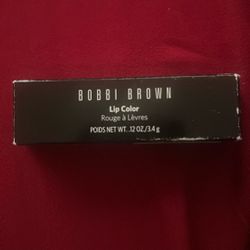 BOBBI BROWN
Lip Color
Rouge à Lèvres
POIDS NET WT. .12 OZ./3.4 g